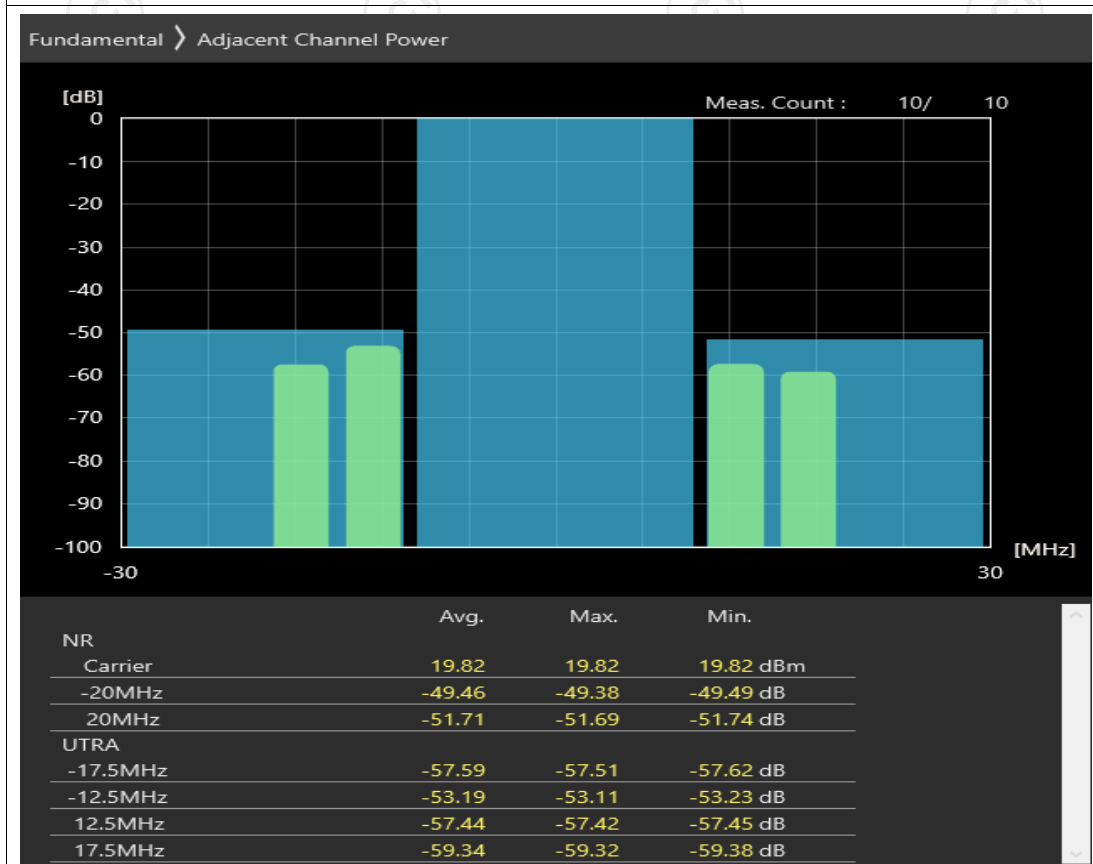 Fundamental 〉 Adjacent Channel Power
[dB]
Meas. Count : 10/ 10
0
-10
-20
-30
-40
-50
-60
-70
-80
-90
-100
[MHz]
-30 30
Avg. Max. Min.
NR
Carrier 19.82 19.82 19.82 dBm
-20MHz -49.46 -49.38 -49.49 dB
20MHz -51.71 -51.69 -51.74 dB
UTRA
-17.5MHz -57.59 -57.51 -57.62 dB
-12.5MHz -53.19 -53.11 -53.23 dB
12.5MHz -57.44 -57.42 -57.45 dB
17.5MHz -59.34 -59.32 -59.38 dB